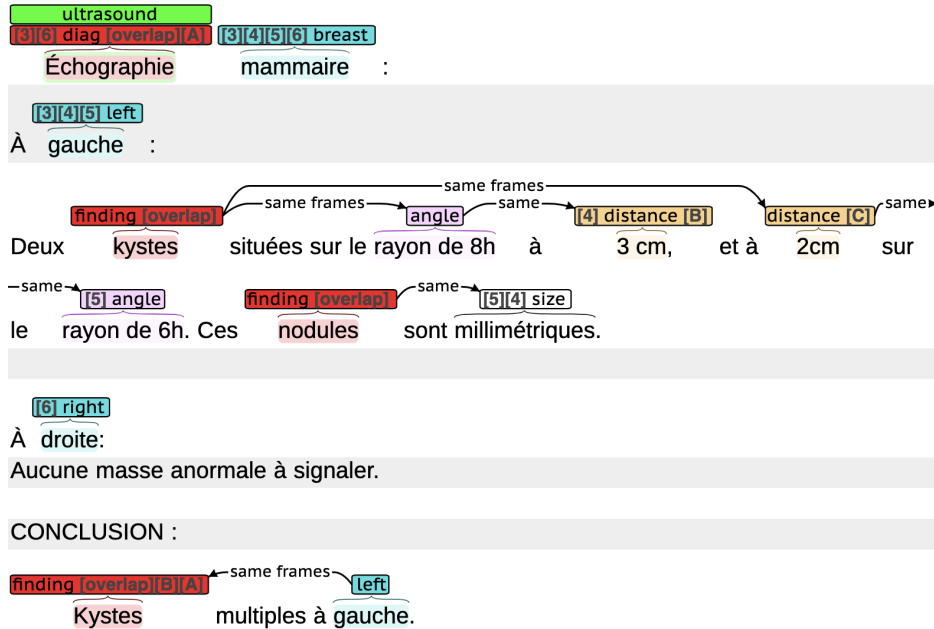 ultrasound
[3][6] diag [overlap][A] [3][4][5][6] breast
Échographie mammaire :
[3][4][5] left
À gauche :
same frames
same frames same same
finding [overlap] angle [4] distance [B] distance [C]
Deux kystes situées sur le rayon de 8h à 3 cm, et à 2cm sur
same same
[5] angle finding [overlap] [5][4] size
le rayon de 6h. Ces nodules sont millimétriques.
[6] right
À droite:
Aucune masse anormale à signaler.
CONCLUSION :
same frames
finding [overlap][B][A] left
Kystes multiples à gauche.